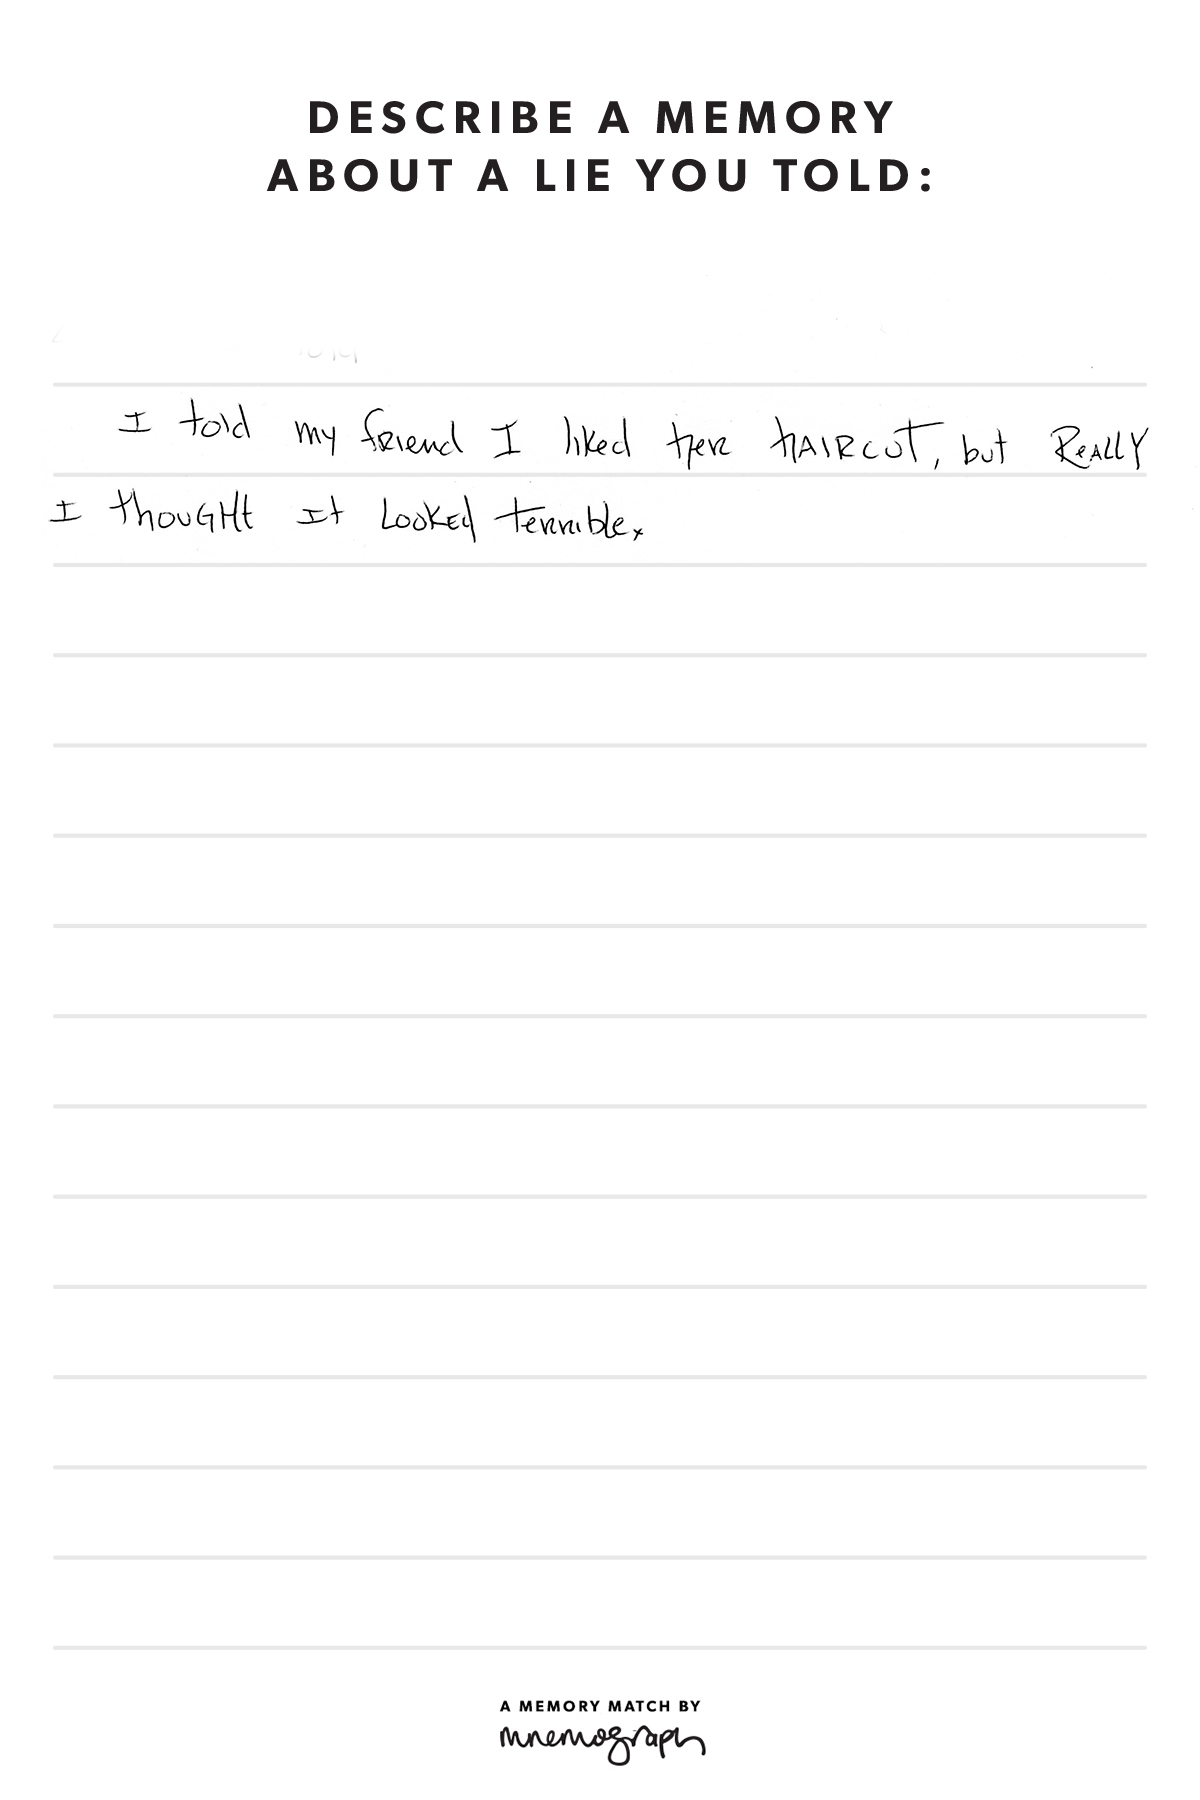 DESCRIBE A MEMORY
ABOUT A LIE YOU TOLD:
I told my friend I liked her HAIRCUT, but ReALLY
I thouGHt It LooKed terrible.
A MEMORY MATCH BY
mnemograph